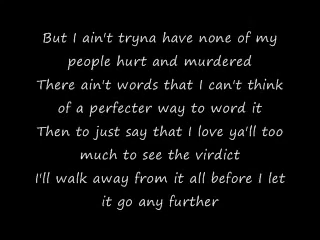 But I ain't tryna have none of my
people hurt and murdered
There ain't words that I can't think
of a perfecter way to word it
Then to just say that I love ya'll too
much to see the virdict
I'll walk away from it all before I let
it go any further